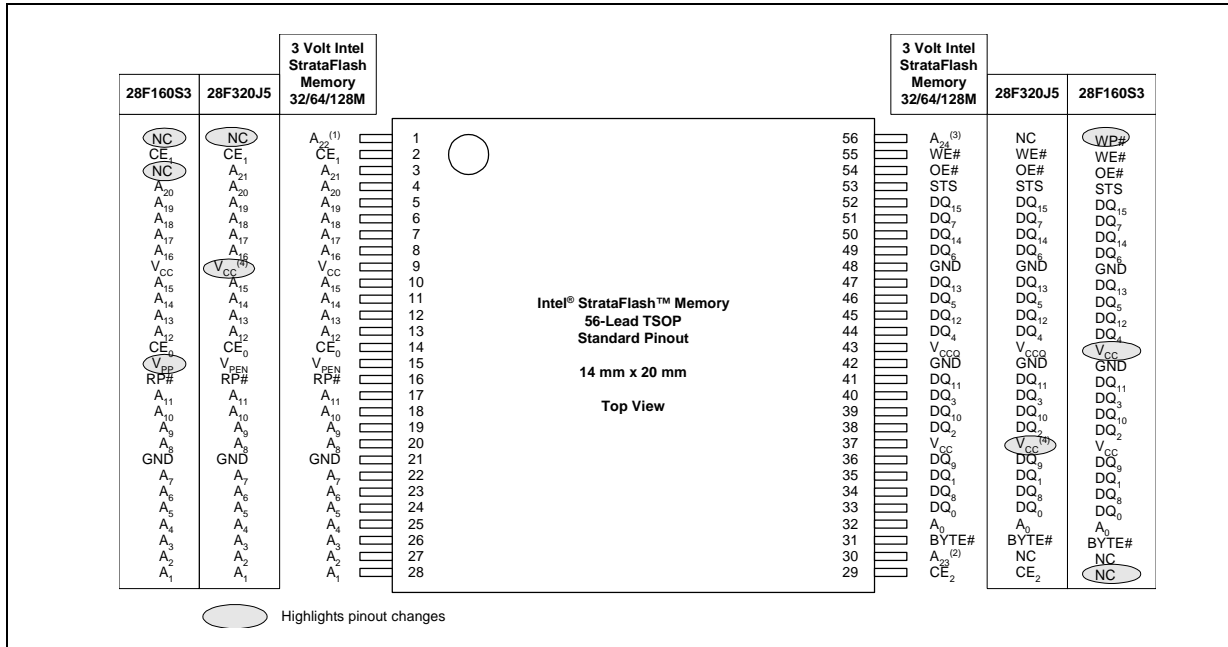 3 Volt Intel
StrataFlash
Memory
32/64/128M
3 Volt Intel
StrataFlash
Memory
32/64/128M
28F160S3 28F320J5
28F320J5 28F160S3
NC NC A22(1) 1 56 A24(3) NC WP#
CE1 CE1 CE1 2 55 WE# WE# WE#
NC A21 A21 3 54 OE# OE# OE#
A20 A20 A20 4 53 STS STS STS
A19 A19 A19 5 52 DQ15 DQ15 DQ15
A18 A18 A18 6 51 DQ7 DQ7 DQ7
A17 A17 A17 7 50 DQ14 DQ14 DQ14
A16 A16 A16 8 49 DQ6 DQ6 DQ6
VCC VCC(4) VCC 9 48 GND GND GND
A15 A15 A15 10 47 DQ13 DQ13 DQ13
A14 A14 A14 11 46 DQ5 DQ5 DQ5
A13 A13 A13 12 45 DQ12 DQ12 DQ12
A12 A12 A12 13 44 DQ4 DQ4 DQ4
CE0 CE0 CE0 14 43 VCCQ VCCQ VCC
VPP VPEN VPEN 15 42 GND GND GND
RP# RP# RP# 16 41 DQ11 DQ11 DQ11
A11 A11 A11 17 40 DQ3 DQ3 DQ3
A10 A10 A10 18 39 DQ10 DQ10 DQ10
A9 A9 A9 19 38 DQ2 DQ2 DQ2
A8 A8 A8 20 37 VCC VCC(4) VCC
GND GND GND 21 36 DQ9 DQ9 DQ9
A7 A7 A7 22 35 DQ1 DQ1 DQ1
A6 A6 A6 23 34 DQ8 DQ8 DQ8
A5 A5 A5 24 33 DQ0 DQ0 DQ0
A4 A4 A4 25 32 A0 A0 A0
A3 A3 A3 26 31 BYTE# BYTE# BYTE#
A2 A2 A2 27 30 A23(2) NC NC
A1 A1 A1 28 29 CE2 CE2 NC
Intel® StrataFlash™ Memory
56-Lead TSOP
Standard Pinout
14 mm x 20 mm
Top View
Highlights pinout changes